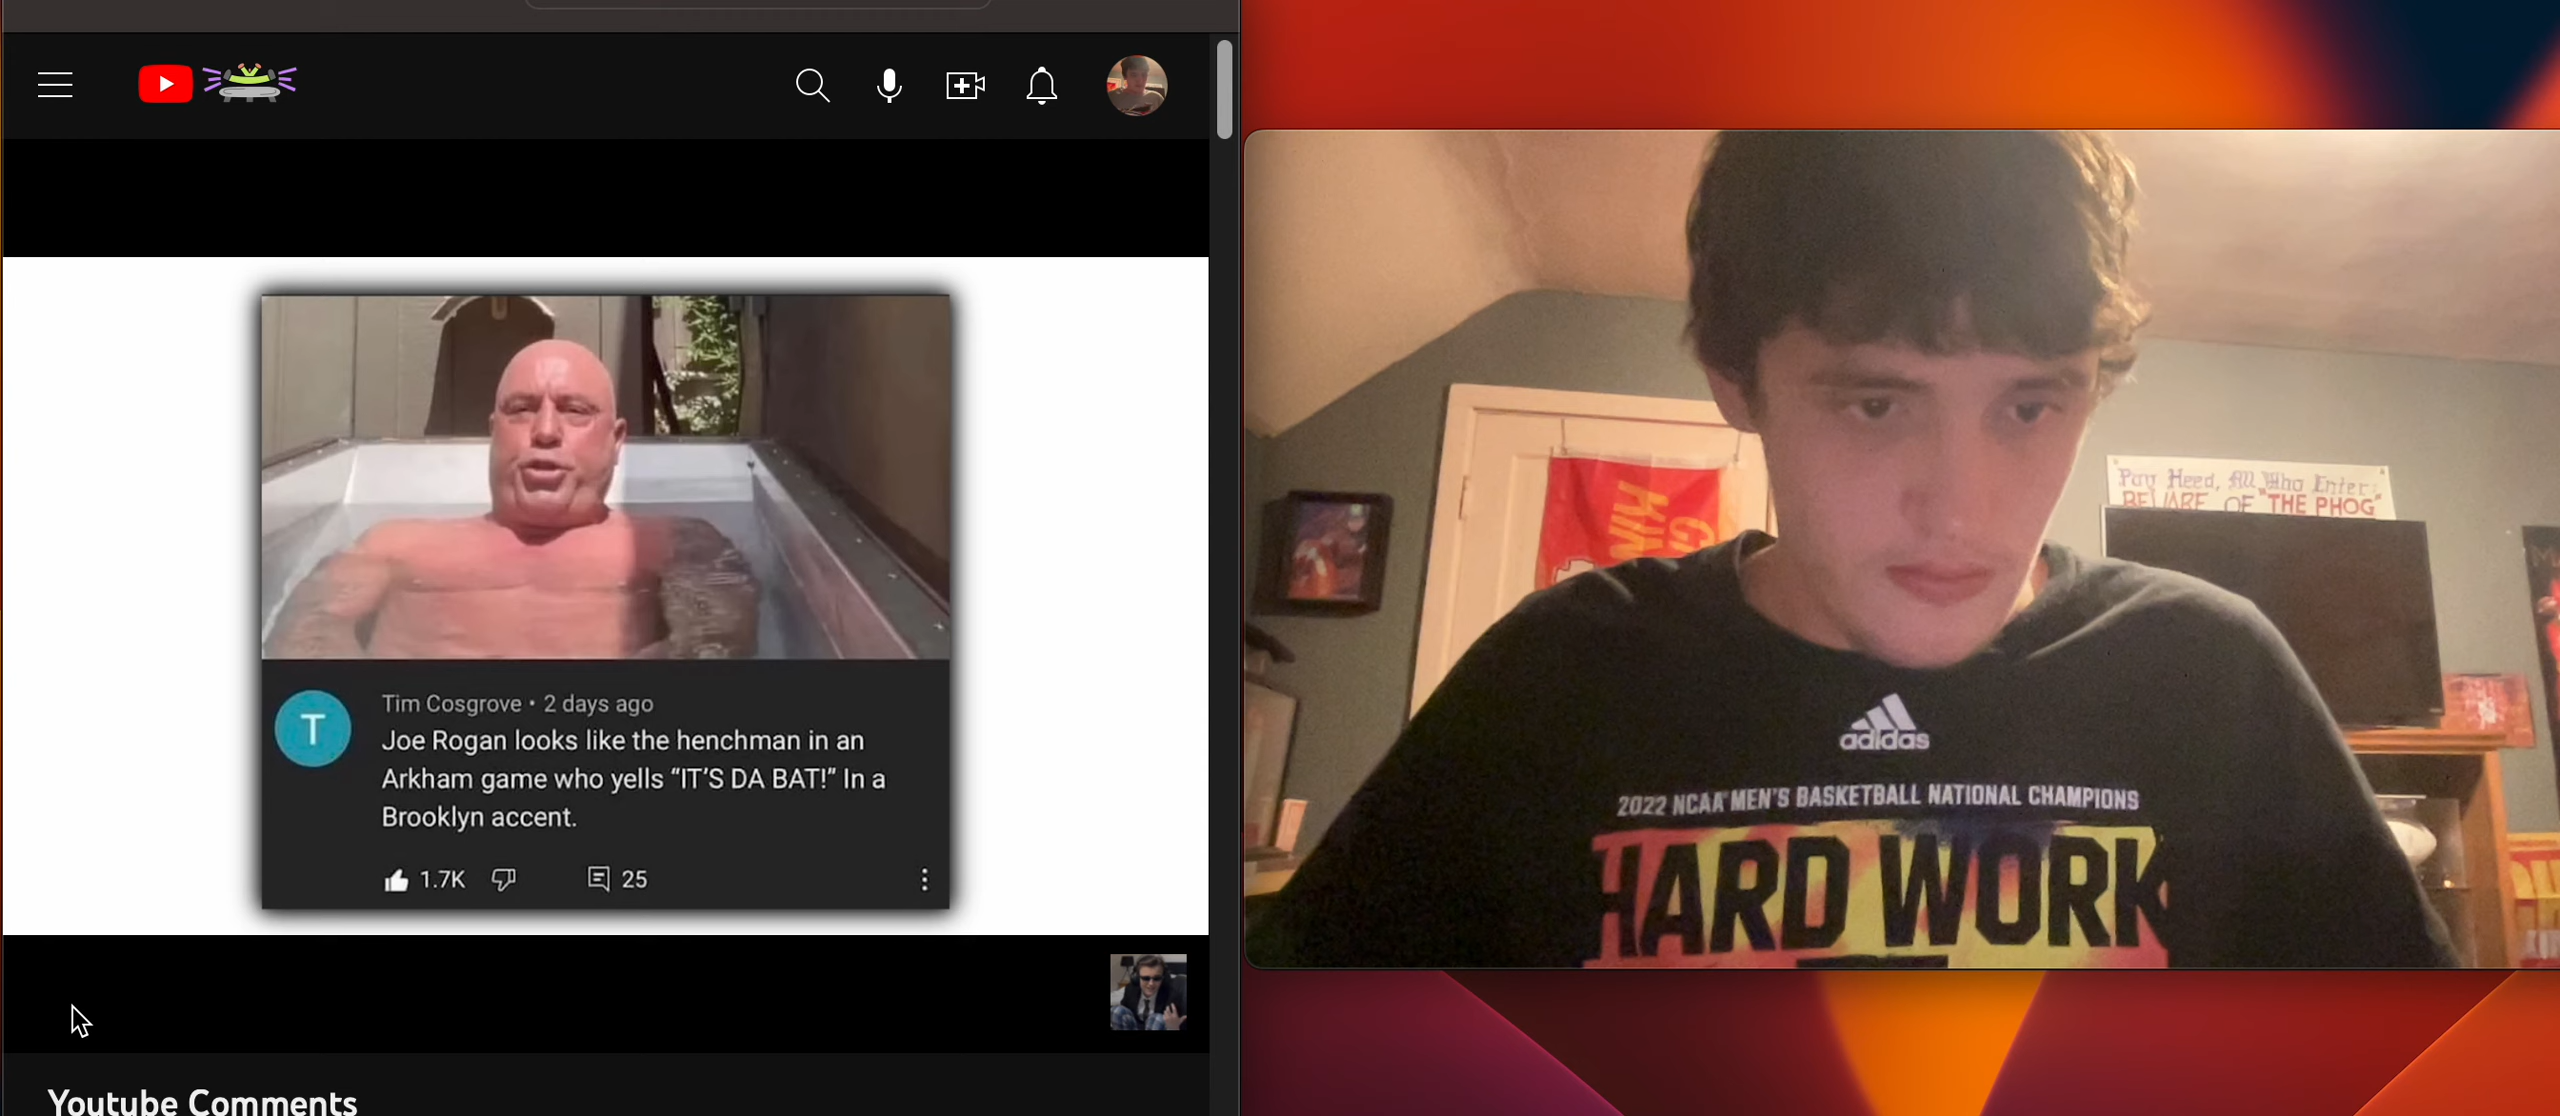 Tim Cosgrove • 2 days ago
Joe Rogan looks like the henchman in an
Arkham game who yells “IT’S DA BAT!” In a
Brooklyn accent.
1.7K
25
T
Youtube Comments
Pay Heed, All Who Enter:
BEWARE OF "THE PHOG"
adidas
2022 NCAA MEN'S BASKETBALL NATIONAL CHAMPIONS
HARD WORK